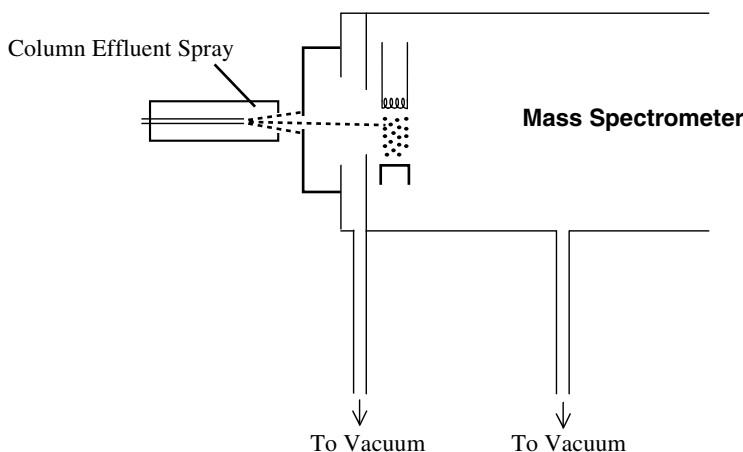 Column Effluent Spray
Mass Spectrometer
To Vacuum
To Vacuum